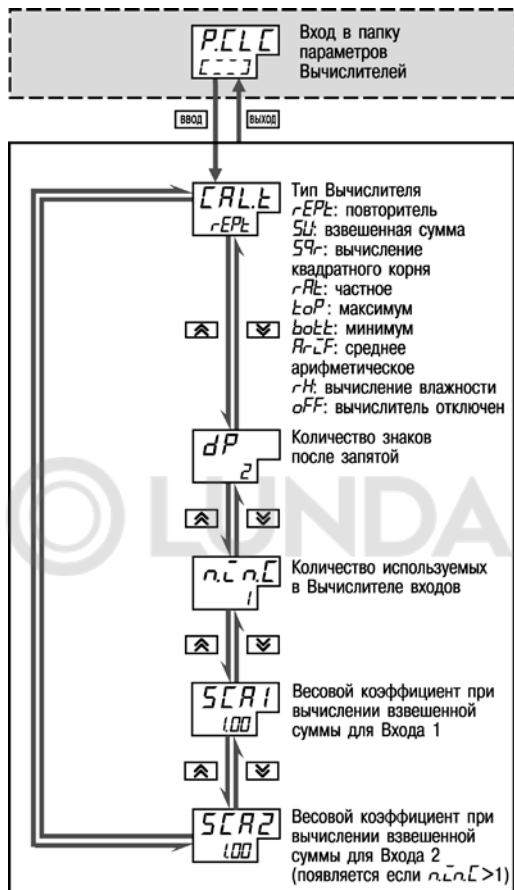 P.CLC
[---]
Вход в папку
параметров
Вычислителей
ВВОД
ВЫХОД
CAL.t
rEPt
Тип Вычислителя
rEPt: повторитель
SU: взвешенная сумма
Sqr: вычисление
квадратного корня
rAt: частное
toP: максимум
bott: минимум
AriF: среднее
арифметическое
rH: вычисление влажности
oFF: вычислитель отключен
dP
2
Количество знаков
после запятой
LUNDA
n.in.C
1
Количество используемых
в Вычислителе входов
SCA1
1.00
Весовой коэффициент при
вычислении взвешенной
суммы для Входа 1
SCA2
1.00
Весовой коэффициент при
вычислении взвешенной
суммы для Входа 2
(появляется если n.in.C>1)